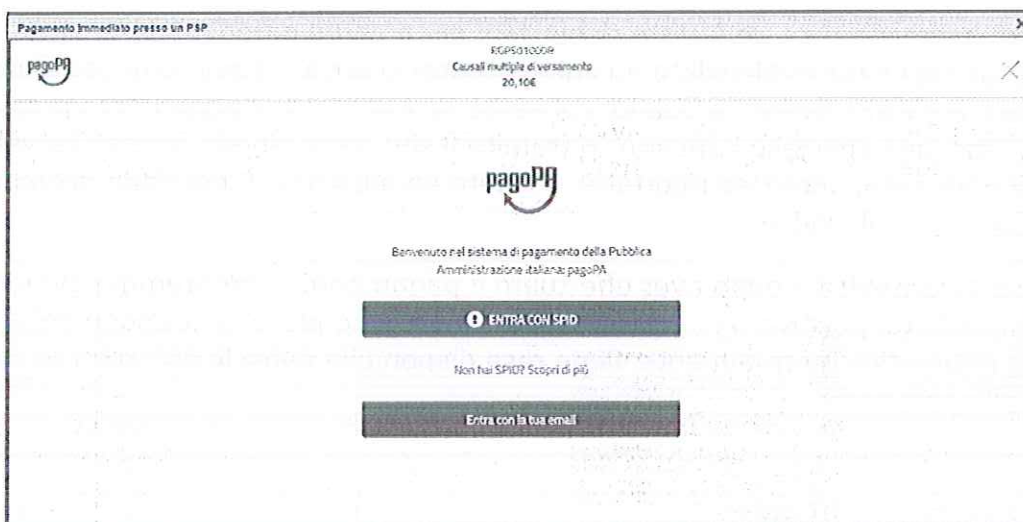 Pagamento Immediato presso un PSP
pagoPA
RGPS01000R
Causali multiple di versamento
20,10€
pagoPA
Benvenuto nel sistema di pagamento della Pubblica
Amministrazione italiana: pagoPA
ENTRA CON SPID
Non hai SPID? Scopri di più
Entra con la tua email